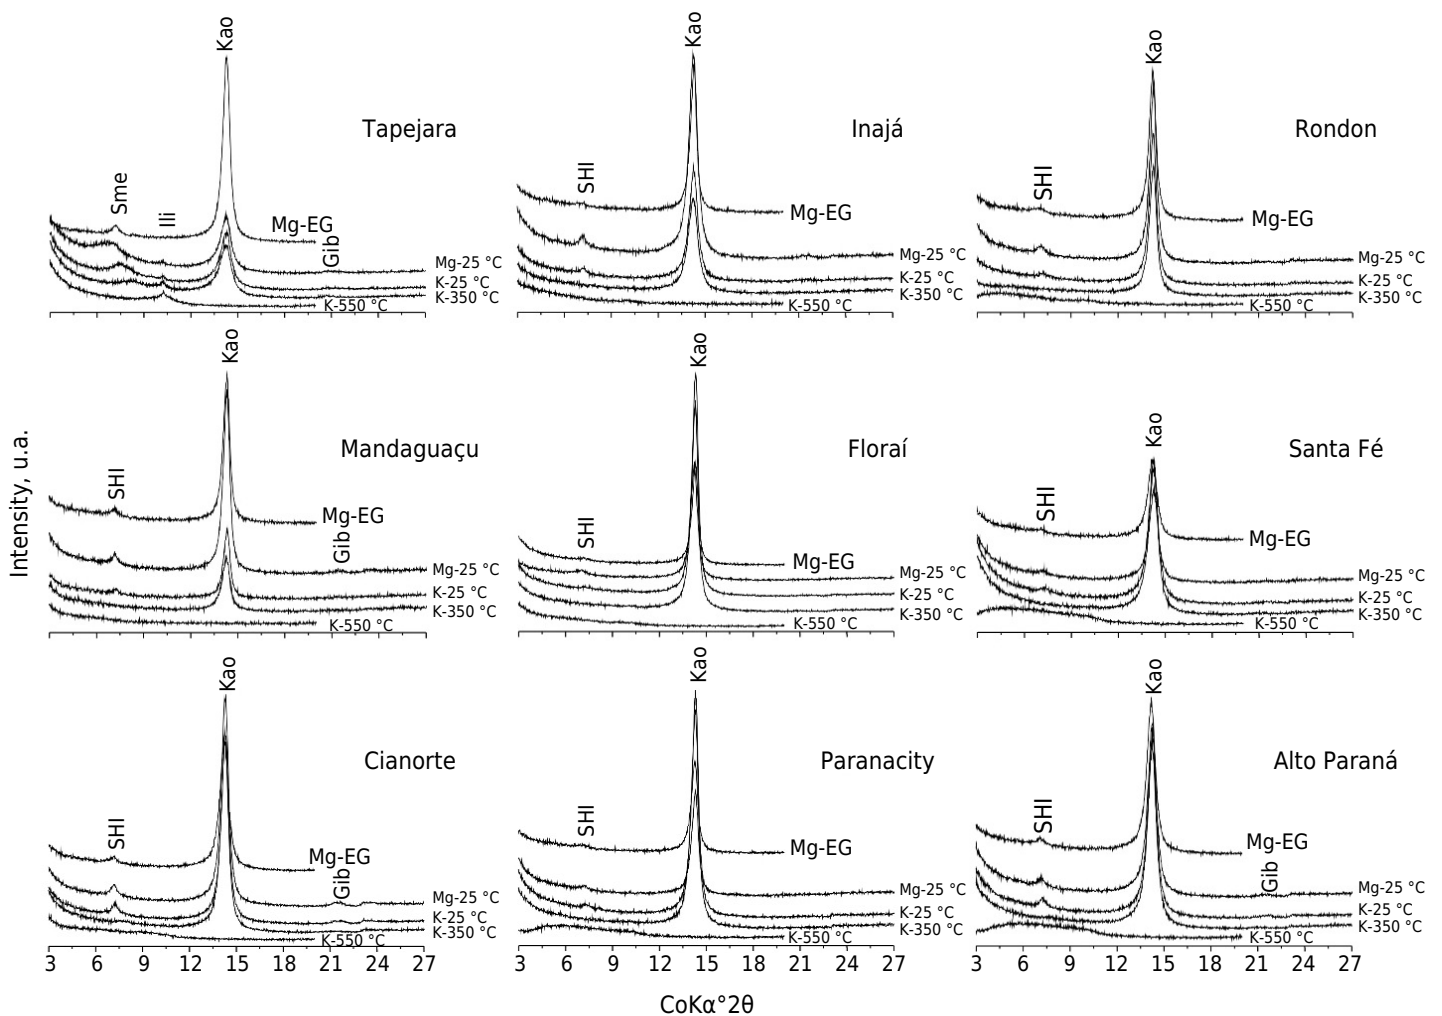 Kao
Tapejara
Sme
Ili
Mg-EG
Gib
Mg-25 °C
K-25 °C
K-350 °C
K-550 °C
Kao
Inajá
SHI
Mg-EG
Mg-25 °C
K-25 °C
K-350 °C
K-550 °C
Kao
Rondon
SHI
Mg-EG
Mg-25 °C
K-25 °C
K-350 °C
K-550 °C
Intensity, u.a.
Kao
Mandaguaçu
SHI
Mg-EG
Gib
Mg-25 °C
K-25 °C
K-350 °C
K-550 °C
Kao
Floraí
SHI
Mg-EG
Mg-25 °C
K-25 °C
K-350 °C
K-550 °C
Kao
Santa Fé
SHI
Mg-EG
Mg-25 °C
K-25 °C
K-350 °C
K-550 °C
Kao
Cianorte
SHI
Mg-EG
Gib
Mg-25 °C
K-25 °C
K-350 °C
K-550 °C
3 6 9 12 15 18 21 24 27
Kao
Paranacity
SHI
Mg-EG
Mg-25 °C
K-25 °C
K-350 °C
K-550 °C
3 6 9 12 15 18 21 24 27
Kao
Alto Paraná
SHI
Mg-EG
Gib
Mg-25 °C
K-25 °C
K-350 °C
K-550 °C
3 6 9 12 15 18 21 24 27
CoKα°2θ